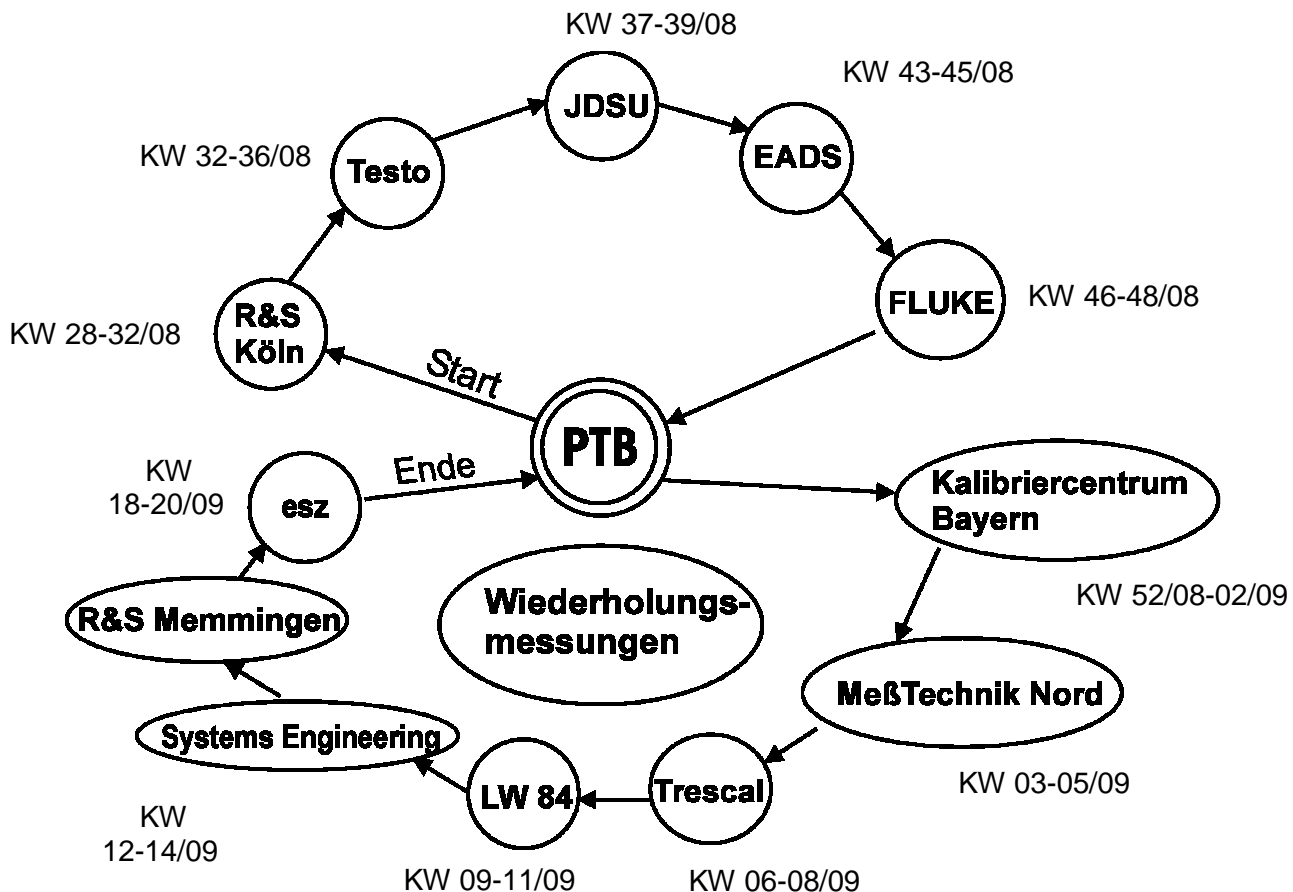 KW 37-39/08
KW 43-45/08
JDSU
KW 32-36/08
Testo
EADS
R&S
Köln
FLUKE
KW 46-48/08
KW 28-32/08
Start
PTB
KW
18-20/09
esz
Ende
Kalibriercentrum
Bayern
KW 52/08-02/09
R&S Memmingen
Wiederholungs-
messungen
MeßTechnik Nord
Systems Engineering
LW 84
Trescal
KW 03-05/09
KW
12-14/09
KW 09-11/09
KW 06-08/09